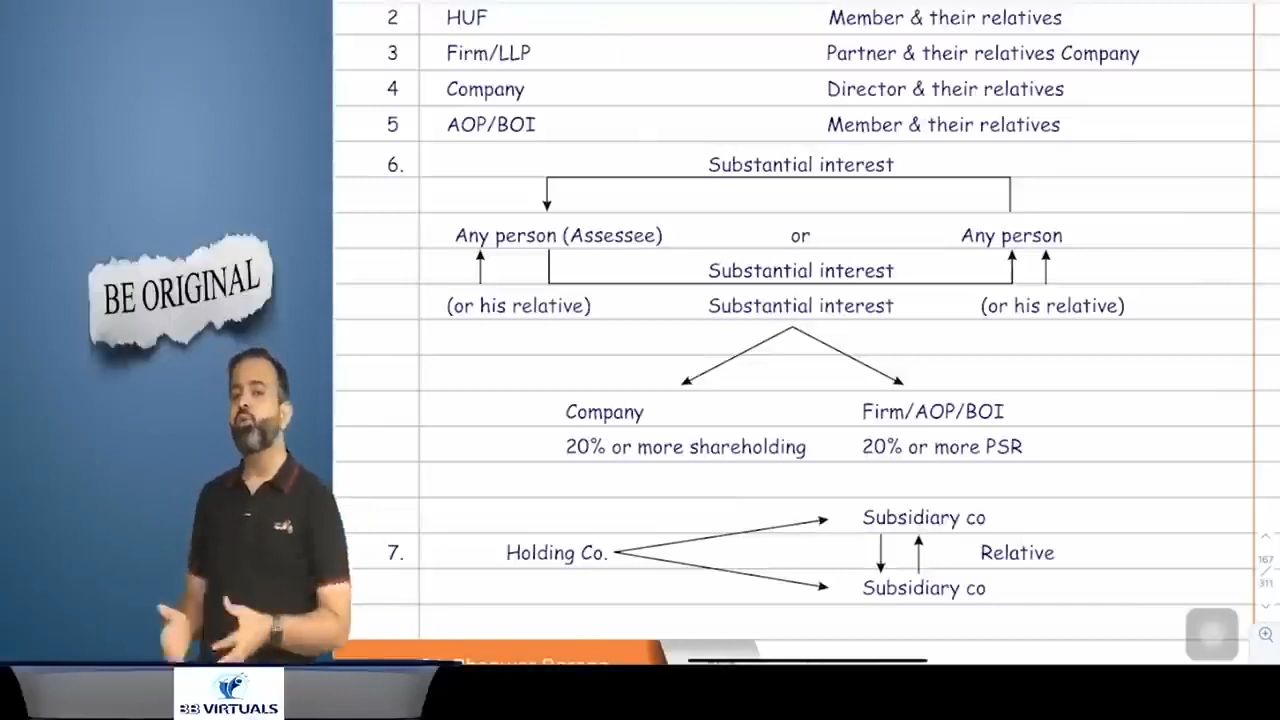 2 HUF Member & their relatives
3 Firm/LLP Partner & their relatives Company
4 Company Director & their relatives
5 AOP/BOI Member & their relatives
6. Substantial interest
Any person (Assessee) or Any person
Substantial interest
(or his relative) Substantial interest (or his relative)
Company Firm/AOP/BOI
20% or more shareholding 20% or more PSR
Subsidiary co
7. Holding Co. Relative
Subsidiary co
BE ORIGINAL
167
/
311
BB VIRTUALS